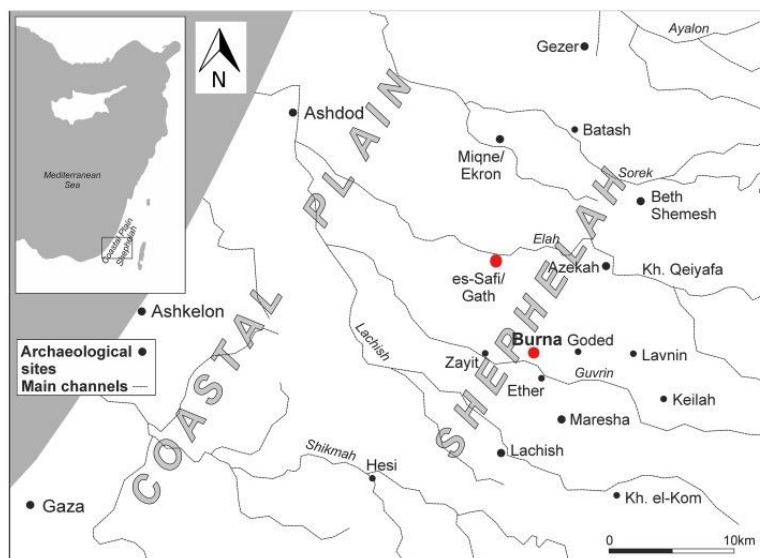 Mediterranean
Sea
Coastal Plain
Shephelah
N
Ayalon
Gezer
Ashdod
Batash
Miqne/
Ekron
Sorek
Beth
Shemesh
COASTAL PLAIN
SHEPHELAH
Elah
es-Safi/
Gath
Azekah
Kh. Qeiyafa
Ashkelon
Archaeological
sites
Main channels
Lachish
Burna
Goded
Zayit
Lavnin
Guvrin
Ether
Keilah
Maresha
Shikmah
Hesi
Lachish
Kh. el-Kom
Gaza
0 10km